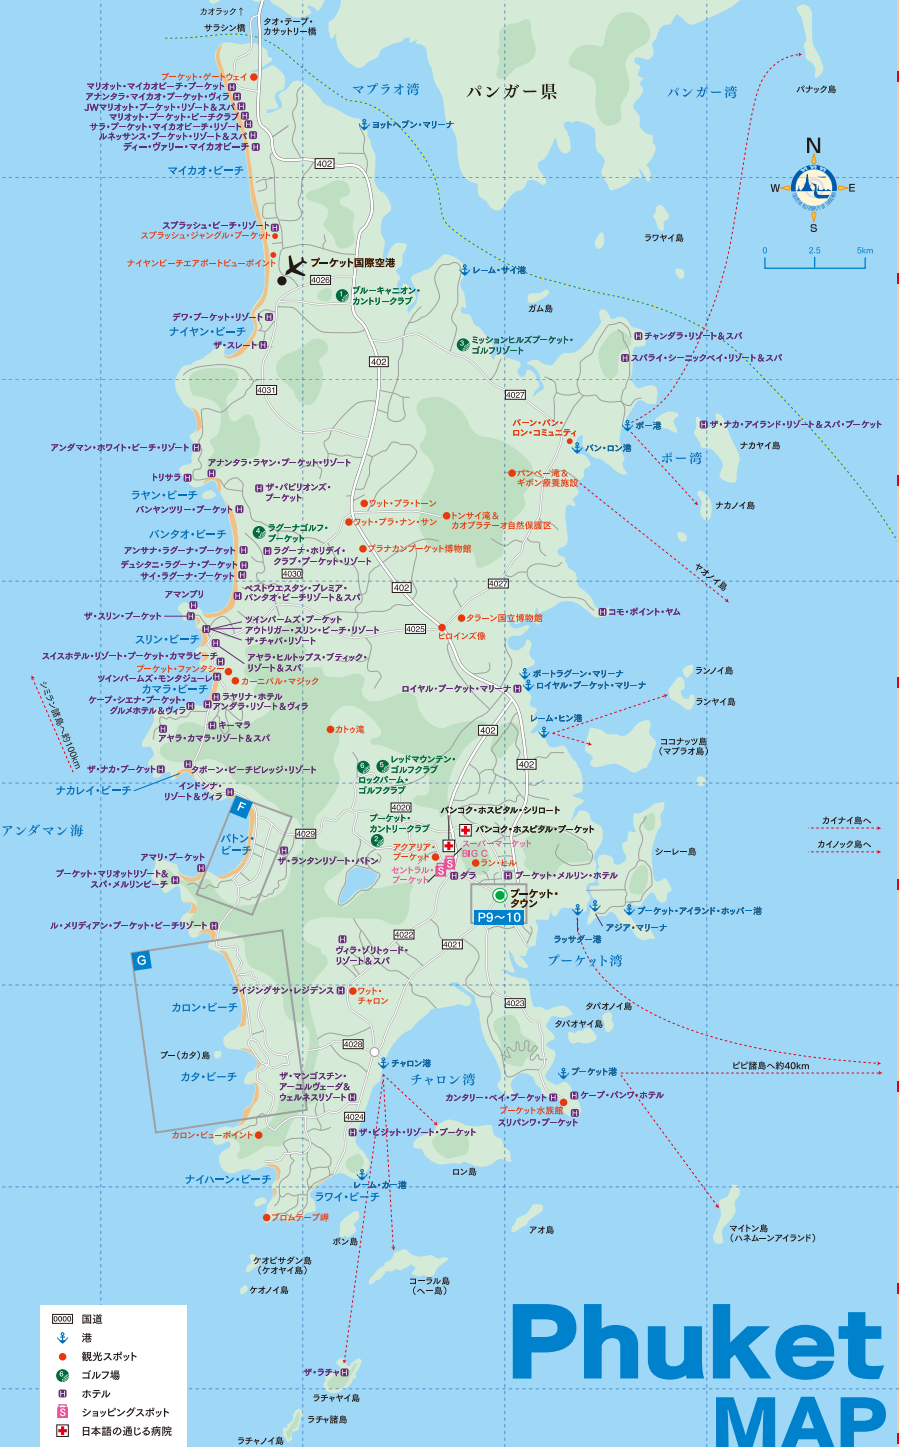 カオラック↑
サラシン橋
タオ・テープ・
カサットリー橋
マプラオ湾
パンガー県
パンガー湾
パナック島
プーケット・ゲートウェイ
マリオット・マイカオビーチ・プーケット
アナンタラ・マイカオ・プーケット・ヴィラ
JWマリオット・プーケット・リゾート&スパ
マリオット・プーケット・ビーチクラブ
サラ・プーケット・マイカオビーチ・リゾート
ルネッサンス・プーケット・リゾート&スパ
ディー・ヴァリー・マイカオビーチ
ヨットヘブン・マリーナ
マイカオ・ビーチ
402
N
W
E
S
0
2.5
5km
スプラッシュ・ビーチ・リゾート
スプラッシュ・ジャングル・プーケット
ナイヤンビーチエアポートビューポイント
プーケット国際空港
4026
ブルーキャニオン・
カントリークラブ
ラワヤイ島
レーム・サイ港
ガム島
デワ・プーケット・リゾート
ナイヤン・ビーチ
ザ・スレート
ミッションヒルズプーケット・
ゴルフリゾート
チャンダラ・リゾート&スパ
スパライ・シーニックベイ・リゾート&スパ
402
4031
4027
バーン・バン・
ロン・コミュニティ
ポー港
バン・ロン港
ザ・ナカ・アイランド・リゾート&スパ・プーケット
ナカヤイ島
ポー湾
アンダマン・ホワイト・ビーチ・リゾート
アナンタラ・ラヤン・プーケット・リゾート
トリサラ
ラヤン・ビーチ
バンヤンツリー・プーケット
ザ・パビリオンズ・
プーケット
バンペー滝&
ギボン療養施設
ナカノイ島
ワット・プラ・トーン
ワット・プラ・ナン・サン
トンサイ滝&
カオプラテーオ自然保護区
バンタオ・ビーチ
ラグーナゴルフ・
プーケット
プラナカンプーケット博物館
アンサナ・ラグーナ・プーケット
ラグーナ・ホリデイ・
クラブ・プーケット・リゾート
デュシタニ・ラグーナ・プーケット
サイ・ラグーナ・プーケット
4030
ヤオノイ島
アマンプリ
ベストウエスタン・プレミア・
バンタオ・ビーチリゾート&スパ
402
4027
ザ・スリン・プーケット
ツインパームズ・プーケット
アウトリガー・スリン・ビーチ・リゾート
ザ・チャバ・リゾート
4025
タラーン国立博物館
ヒロインズ像
コモ・ポイント・ヤム
スリン・ビーチ
スイスホテル・リゾート・プーケット・カマラビーチ
アヤラ・ヒルトップス・ブティック・
リゾート&スパ
プーケット・ファンタシー
ツインパームズ・モンタジューレ
カーニバル・マジック
カマラ・ビーチ
ケープ・シエナ・プーケット・
グルメホテル&ヴィラ
ラヤリナ・ホテル
アンダラ・リゾート&ヴィラ
ロイヤル・プーケット・マリーナ
ボートラグーン・マリーナ
ロイヤル・プーケット・マリーナ
ランノイ島
ランヤイ島
シミラン諸島へ約100km
キーマラ
アヤラ・カマラ・リゾート&スパ
カトゥ滝
レーム・ヒン港
402
ココナッツ島
(マプラオ島)
ザ・ナカ・プーケット
タボーン・ビーチビレッジ・リゾート
レッドマウンテン・
ゴルフクラブ
ロックパーム・
ゴルフクラブ
402
ナカレイ・ビーチ
インドシナ・
リゾート&ヴィラ
F
4020
バンコク・ホスピタル・シリロート
アンダマン海
4029
プーケット・
カントリークラブ
バンコク・ホスピタル・プーケット
カイナイ島へ
カイノック島へ
パトン・
ビーチ
アマリ・プーケット
ザ・ランタンリゾート・パトン
アクアリア・
プーケット
スーパーマーケット
BIG C
ラン・ヒル
シーレー島
プーケット・マリオットリゾート&
スパ・メルリンビーチ
セントラル・
プーケット
ダラ
プーケット・メルリン・ホテル
プーケット・
タウン
P9〜10
プーケット・アイランド・ホッパー港
アジア・マリーナ
ラッサダー港
ル・メリディアン・プーケット・ビーチリゾート
G
4022
4021
ヴィラ・ゾリトゥード・
リゾート&スパ
プーケット湾
ライジングサン・レジデンス
ワット・
チャロン
4023
カロン・ビーチ
タパオノイ島
タパオヤイ島
4028
プー(カタ)島
チャロン港
プーケット港
ピピ諸島へ約40km
カタ・ビーチ
ザ・マンゴスチン・
アーユルヴェーダ&
ウェルネスリゾート
チャロン湾
カンタリー・ベイ・プーケット
ケープ・パンワ・ホテル
プーケット水族館
スリパンワ・プーケット
4024
カロン・ビューポイント
ザ・ビジット・リゾート・プーケット
ロン島
ナイハーン・ビーチ
レーム・カー港
ラワイ・ビーチ
プロムテープ岬
ボン島
アオ島
マイトン島
(ハネムーンアイランド)
ケオピサダン島
(ケオヤイ島)
ケオノイ島
コーラル島
(ヘー島)
0000 国道
港
観光スポット
ゴルフ場
ホテル
ショッピングスポット
日本語の通じる病院
ザ・ラチャ
ラチャヤイ島
ラチャ諸島
ラチャノイ島
Phuket
MAP